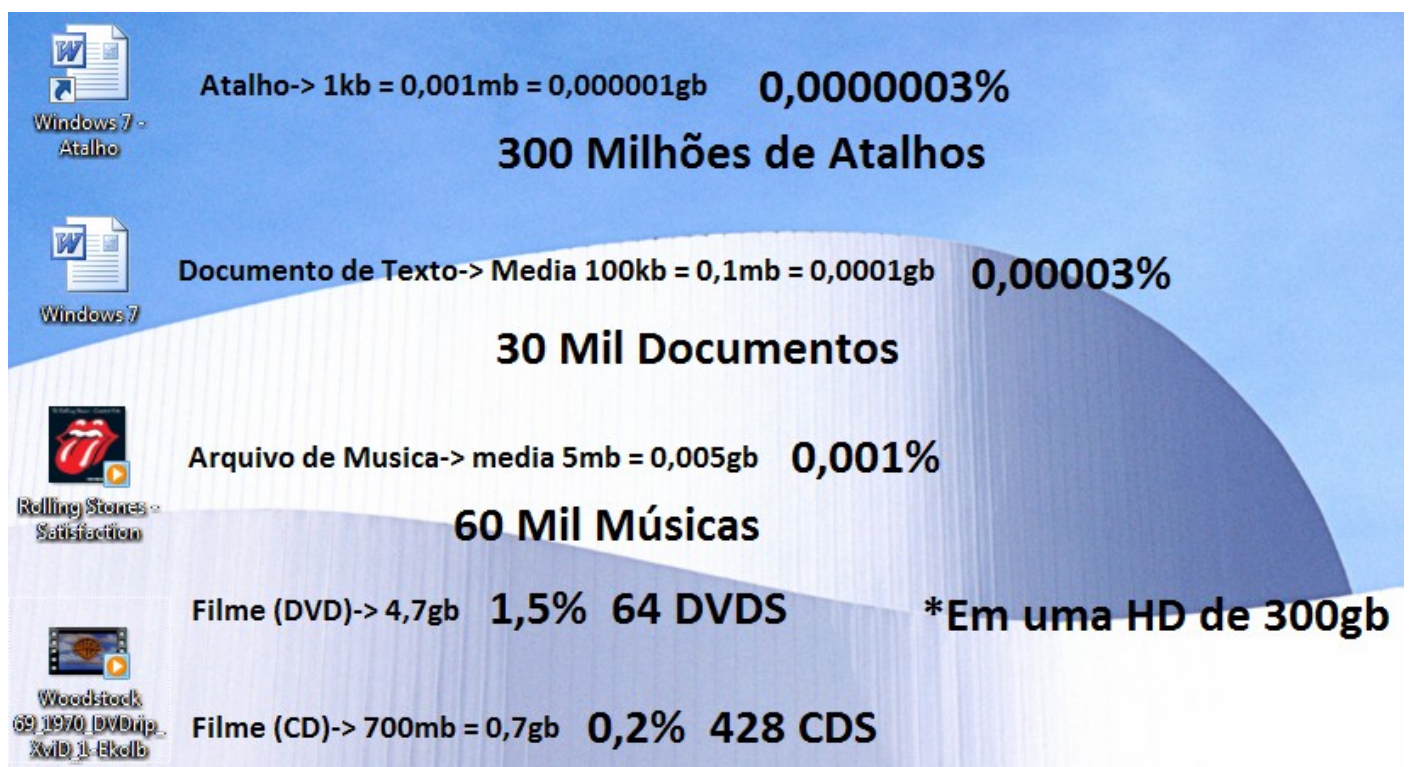 Windows 7 -
Atalho
Atalho-> 1kb = 0,001mb = 0,000001gb 0,0000003%
300 Milhões de Atalhos
Windows 7
Documento de Texto-> Media 100kb = 0,1mb = 0,0001gb 0,00003%
30 Mil Documentos
Rolling Stones -
Satisfaction
Arquivo de Musica-> media 5mb = 0,005gb 0,001%
60 Mil Músicas
Filme (DVD)-> 4,7gb 1,5% 64 DVDS
*Em uma HD de 300gb
Woodstock
69_1970_DVDrip_
XviD_1-Ekolb
Filme (CD)-> 700mb = 0,7gb 0,2% 428 CDS